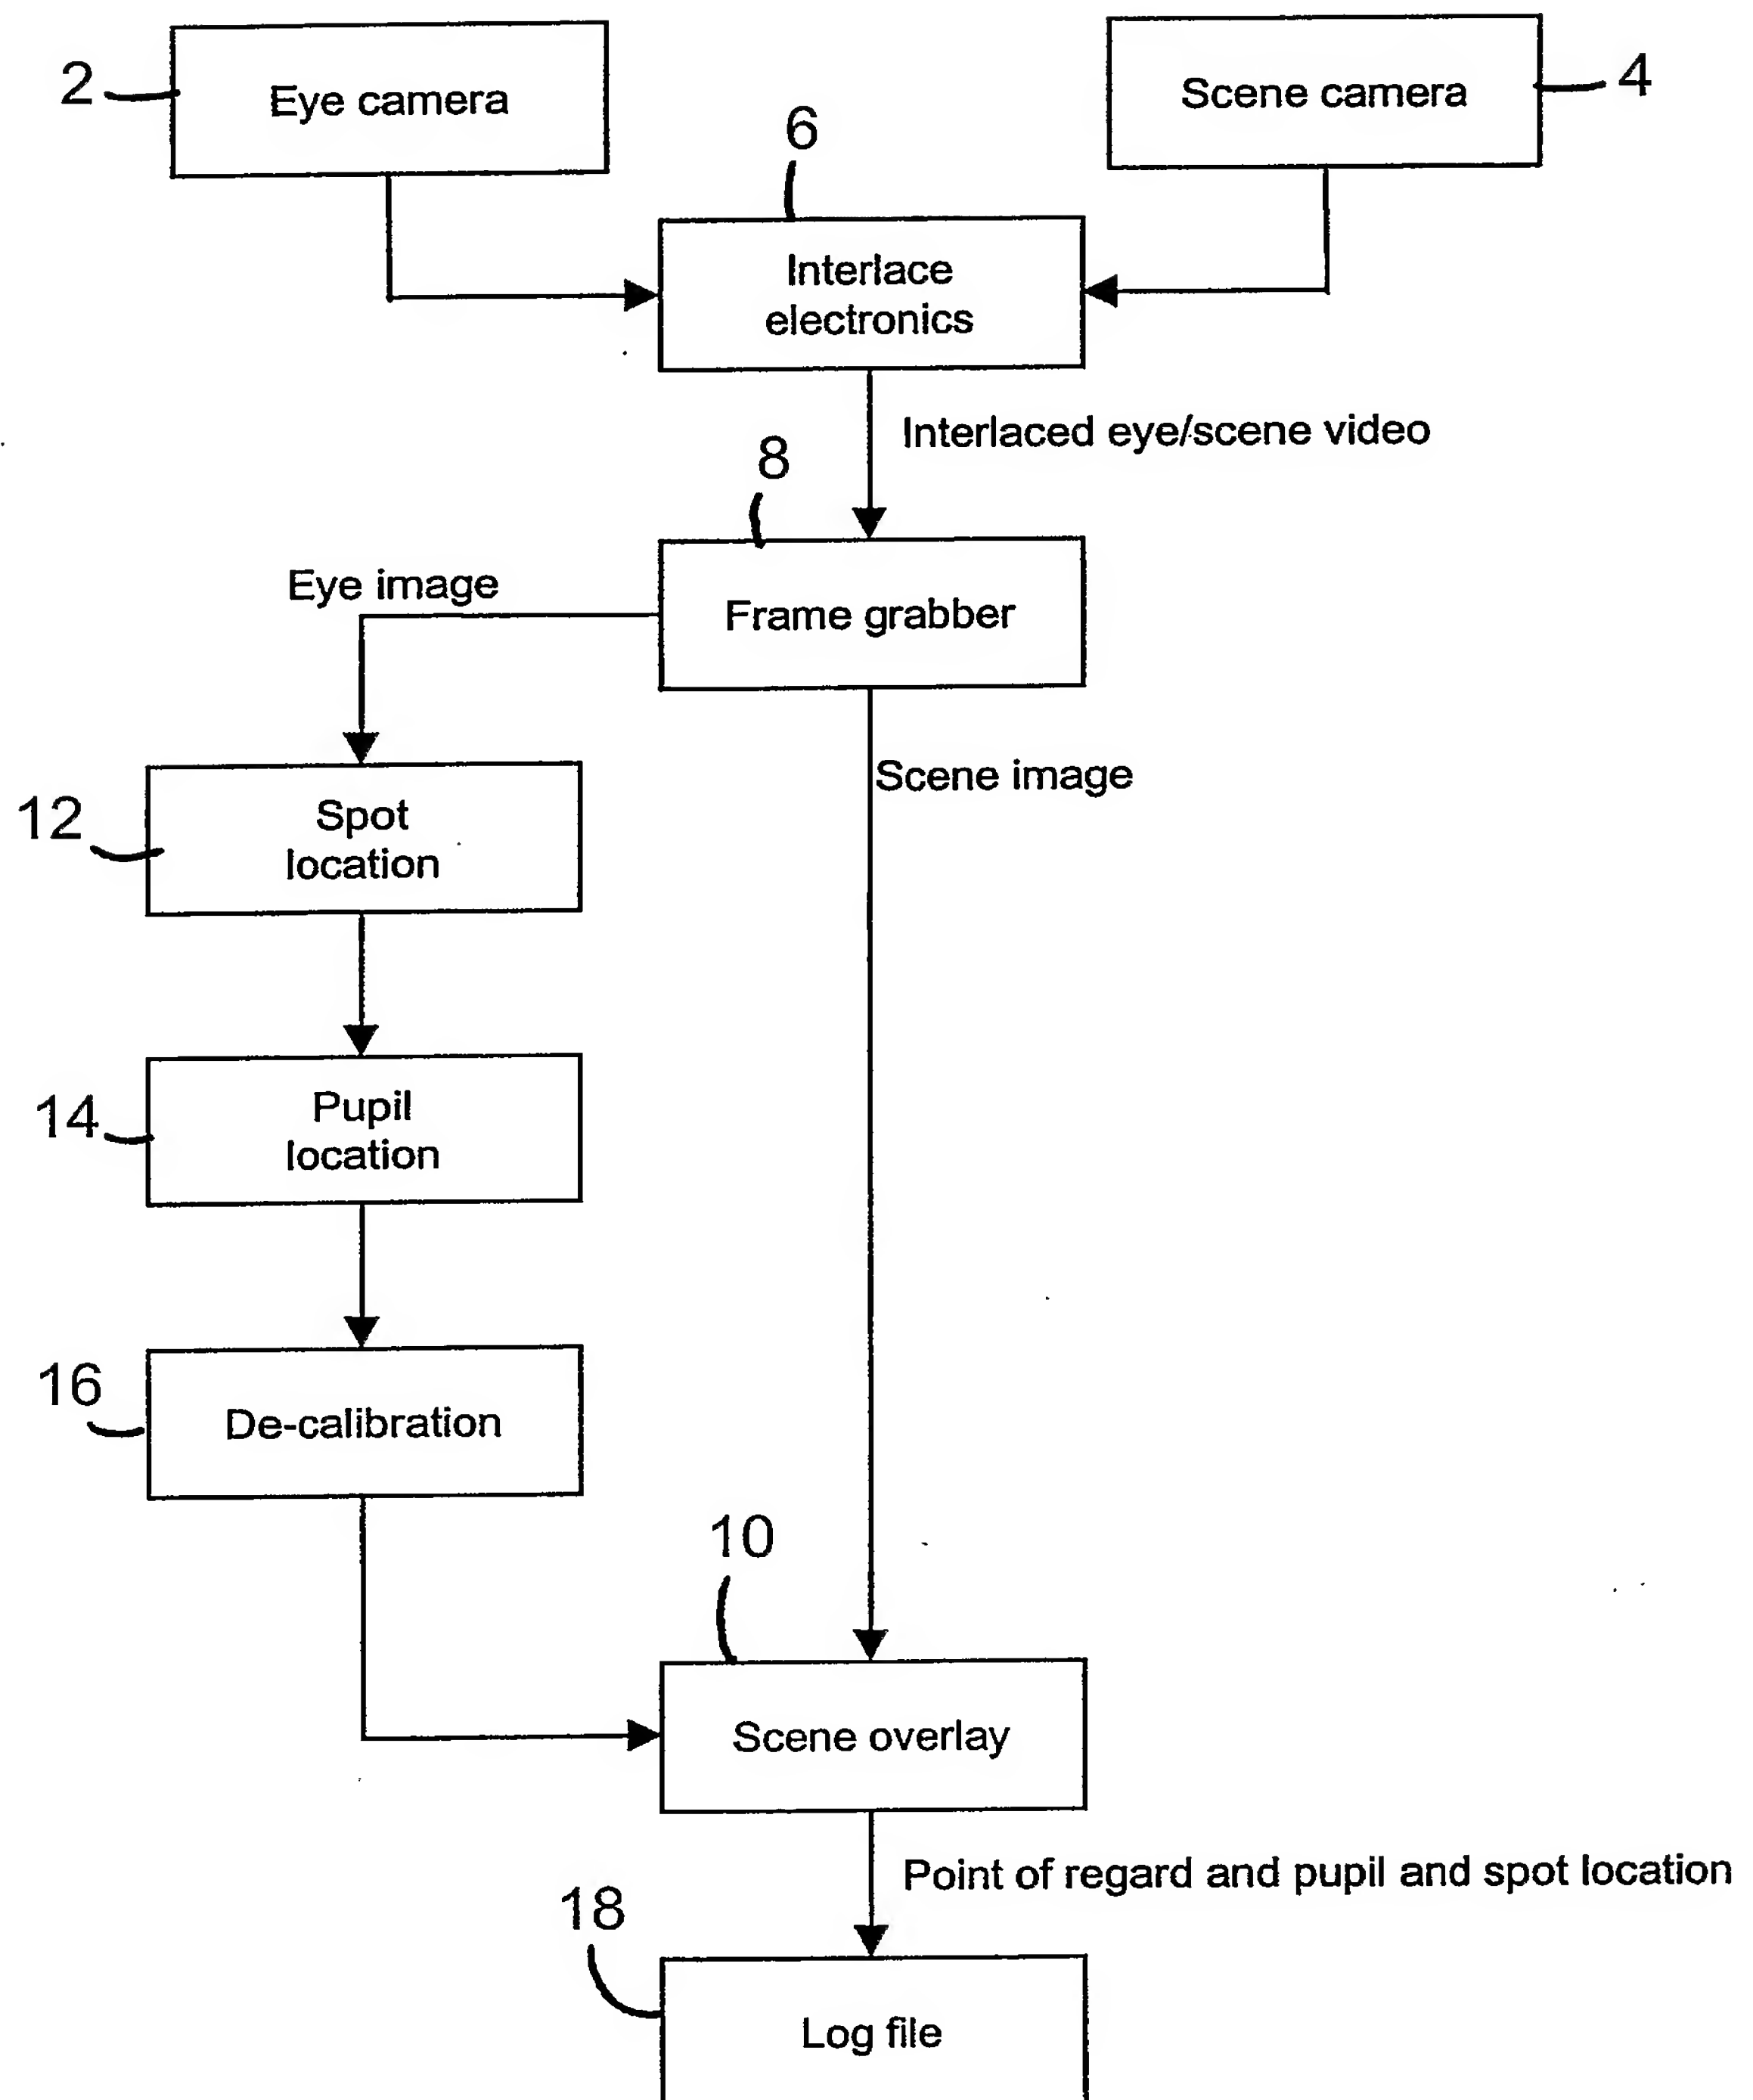 2
Eye camera
Scene camera
4
6
Interlace
electronics
Interlaced eye/scene video
8
Eye image
Frame grabber
Scene image
12
Spot
location
14
Pupil
location
16
De-calibration
10
Scene overlay
Point of regard and pupil and spot location
18
Log file